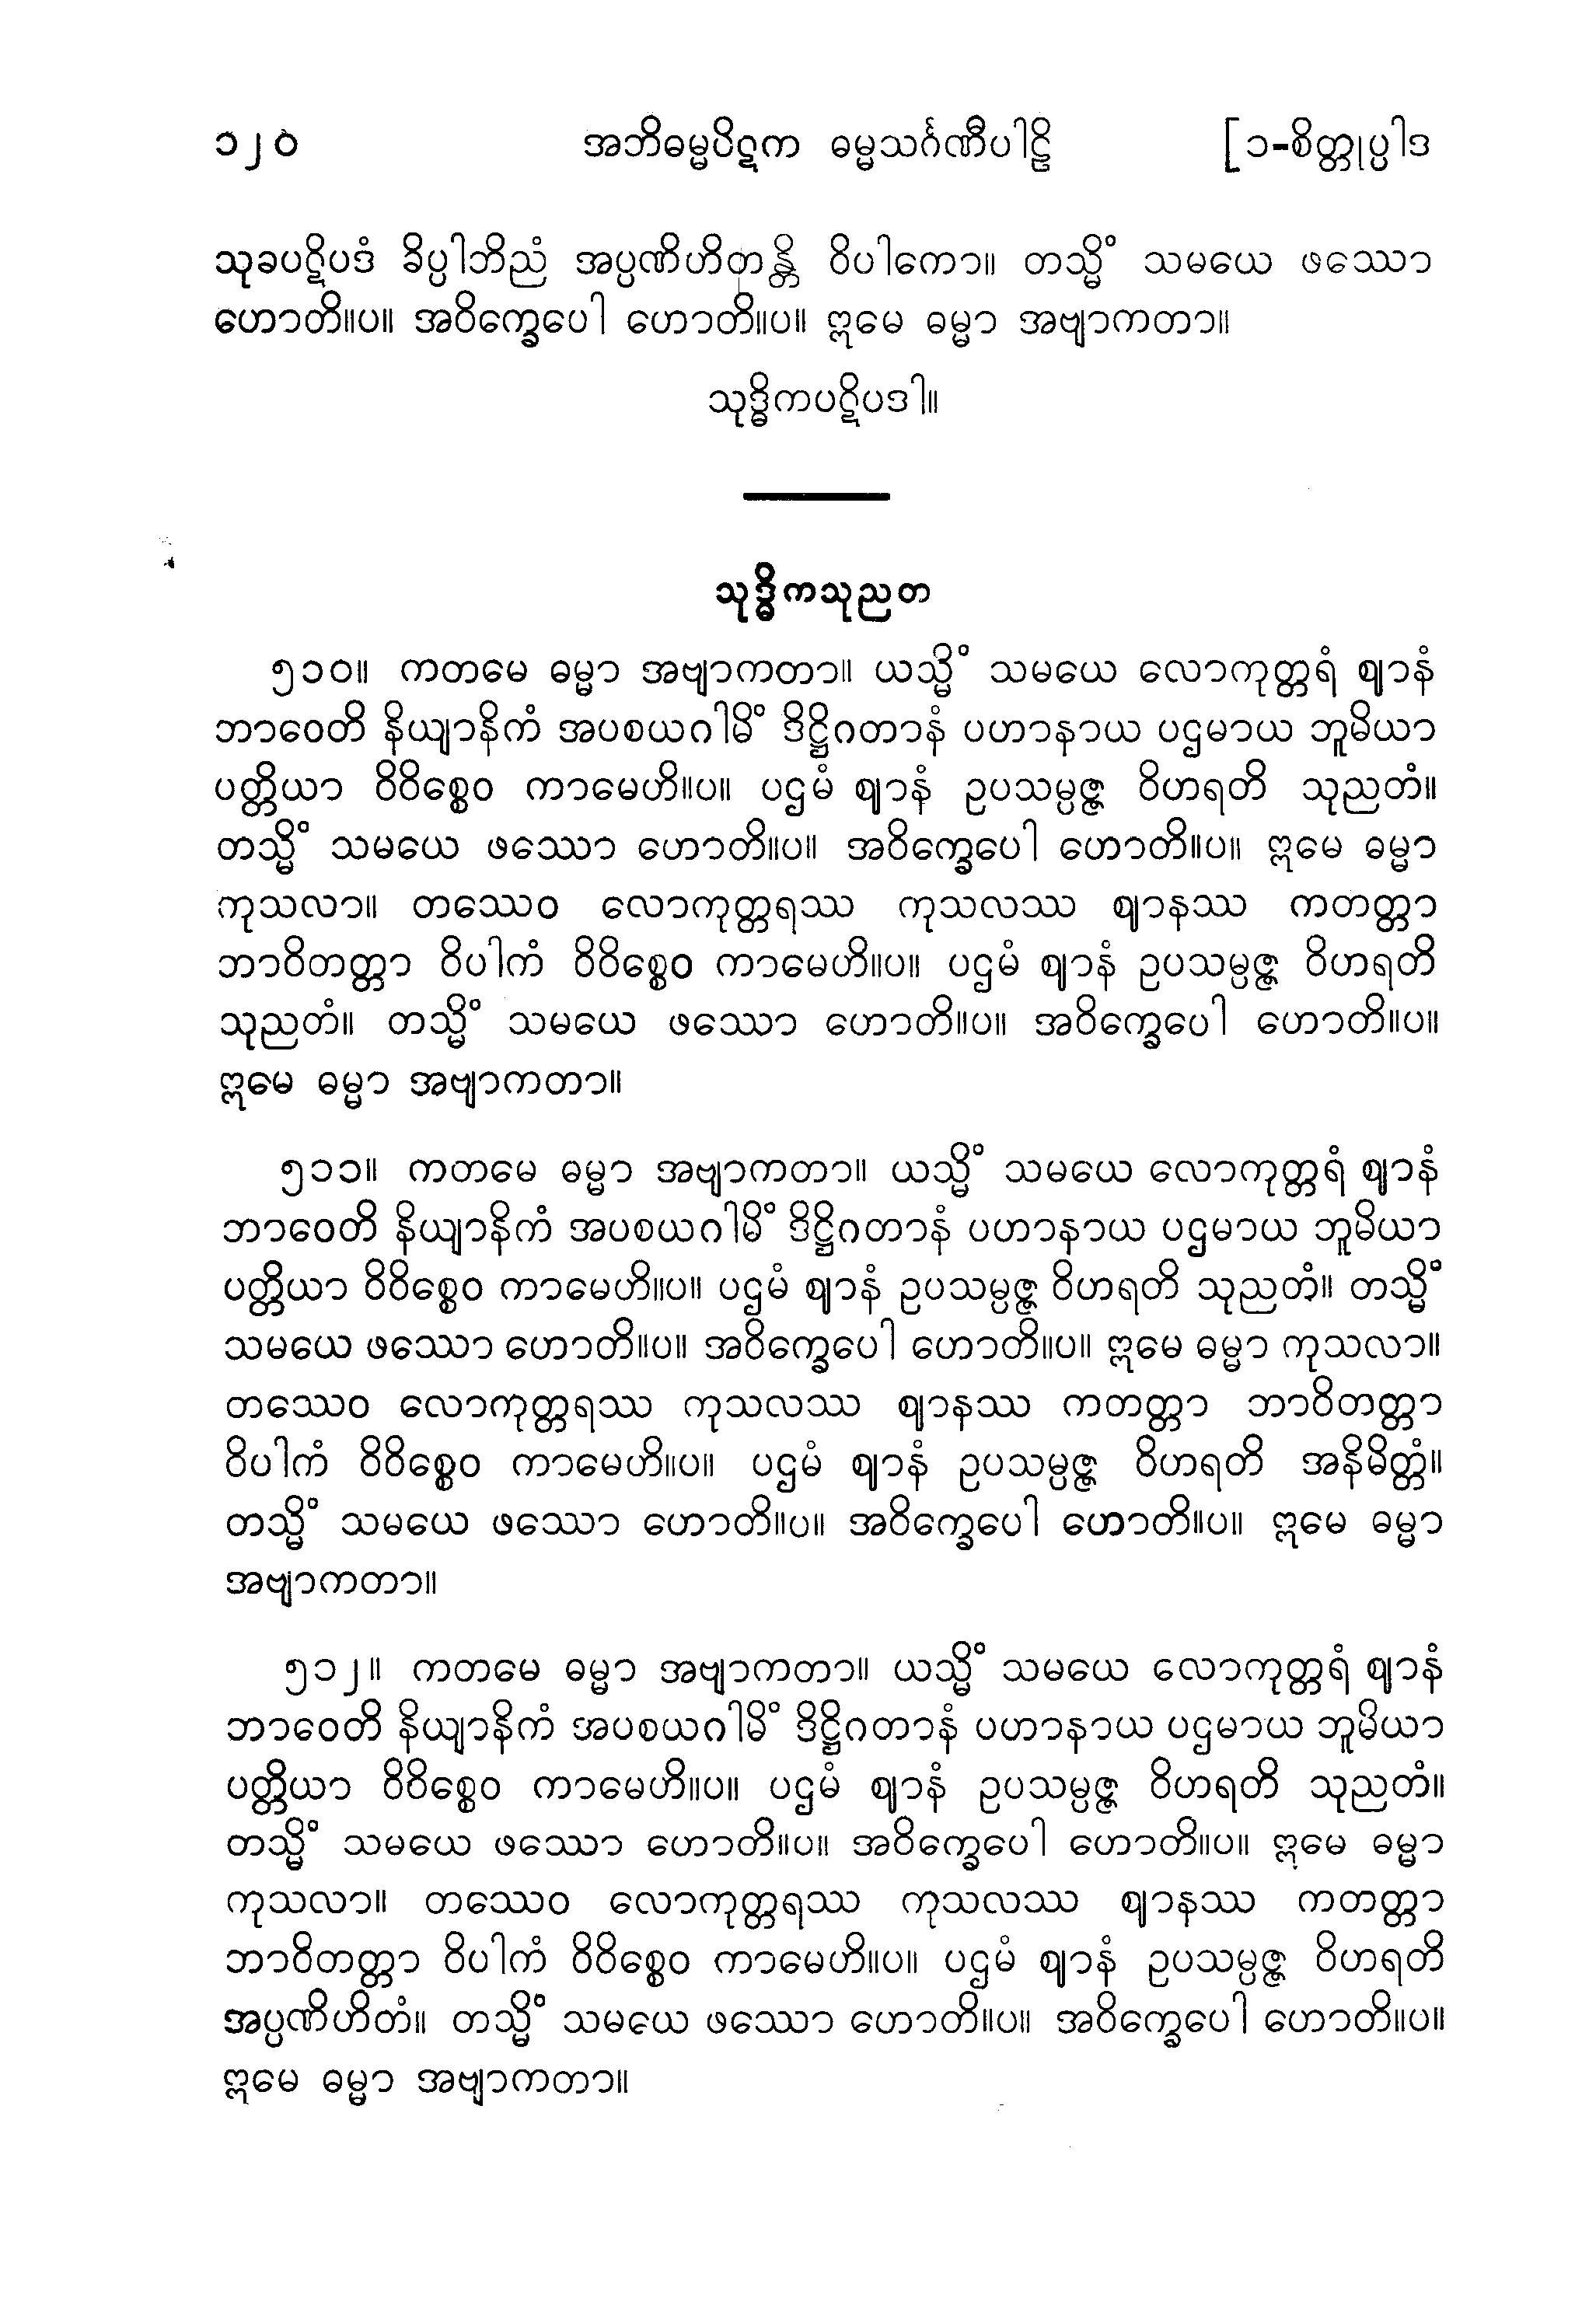 ၁၂၀ အဘိဓမ္မပိဋက ဓမ္မသင်္ဂဏီပါဠိ [၁-စိတ္တုပ္ပါဒ
သုခပဋိပဒံ ခိပ္ပါဘိညံ အပ္ပဏိဟိတန္တိ ဝိပါကော။ တသ္မိံ သမယေ ဖဿော
ဟောတိ။ပ။ အဝိက္ခေပေါ ဟောတိ။ပ။ ဣမေ ဓမ္မာ အဗျာကတာ။
သုဒ္ဓိကပဋိပဒါ။
သုဒ္ဓိကသုညတ
၅၁၀။ ကတမေ ဓမ္မာ အဗျာကတာ။ ယသ္မိံ သမယေ လောကုတ္တရံ ဈာနံ
ဘာဝေတိ နိယျာနိကံ အပစယဂါမိံ ဒိဋ္ဌိဂတာနံ ပဟာနာယ ပဌမာယ ဘူမိယာ
ပတ္တိယာ ဝိဝိစ္စေဝ ကာမေဟိ။ပ။ ပဌမံ ဈာနံ ဥပသမ္ပဇ္ဇ ဝိဟရတိ သုညတံ။
တသ္မိံ သမယေ ဖဿော ဟောတိ။ပ။ အဝိက္ခေပေါ ဟောတိ။ပ။ ဣမေ ဓမ္မာ
ကုသလာ။ တဿေဝ လောကုတ္တရဿ ကုသလဿ ဈာနဿ ကတတ္တာ
ဘာဝိတတ္တာ ဝိပါကံ ဝိဝိစ္စေဝ ကာမေဟိ။ပ။ ပဌမံ ဈာနံ ဥပသမ္ပဇ္ဇ ဝိဟရတိ
သုညတံ။ တသ္မိံ သမယေ ဖဿော ဟောတိ။ပ။ အဝိက္ခေပေါ ဟောတိ။ပ။
ဣမေ ဓမ္မာ အဗျာကတာ။
၅၁၁။ ကတမေ ဓမ္မာ အဗျာကတာ။ ယသ္မိံ သမယေ လောကုတ္တရံ ဈာနံ
ဘာဝေတိ နိယျာနိကံ အပစယဂါမိံ ဒိဋ္ဌိဂတာနံ ပဟာနာယ ပဌမာယ ဘူမိယာ
ပတ္တိယာ ဝိဝိစ္စေဝ ကာမေဟိ။ပ။ ပဌမံ ဈာနံ ဥပသမ္ပဇ္ဇ ဝိဟရတိ သုညတံ။ တသ္မိံ
သမယေ ဖဿော ဟောတိ။ပ။ အဝိက္ခေပေါ ဟောတိ။ပ။ ဣမေ ဓမ္မာ ကုသလာ။
တဿေဝ လောကုတ္တရဿ ကုသလဿ ဈာနဿ ကတတ္တာ ဘာဝိတတ္တာ
ဝိပါကံ ဝိဝိစ္စေဝ ကာမေဟိ။ပ။ ပဌမံ ဈာနံ ဥပသမ္ပဇ္ဇ ဝိဟရတိ အနိမိတ္တံ။
တသ္မိံ သမယေ ဖဿော ဟောတိ။ပ။ အဝိက္ခေပေါ ဟောတိ။ပ။ ဣမေ ဓမ္မာ
အဗျာကတာ။
၅၁၂။ ကတမေ ဓမ္မာ အဗျာကတာ။ ယသ္မိံ သမယေ လောကုတ္တရံ ဈာနံ
ဘာဝေတိ နိယျာနိကံ အပစယဂါမိံ ဒိဋ္ဌိဂတာနံ ပဟာနာယ ပဌမာယ ဘူမိယာ
ပတ္တိယာ ဝိဝိစ္စေဝ ကာမေဟိ။ပ။ ပဌမံ ဈာနံ ဥပသမ္ပဇ္ဇ ဝိဟရတိ သုညတံ။
တသ္မိံ သမယေ ဖဿော ဟောတိ။ပ။ အဝိက္ခေပေါ ဟောတိ။ပ။ ဣမေ ဓမ္မာ
ကုသလာ။ တဿေဝ လောကုတ္တရဿ ကုသလဿ ဈာနဿ ကတတ္တာ
ဘာဝိတတ္တာ ဝိပါကံ ဝိဝိစ္စေဝ ကာမေဟိ။ပ။ ပဌမံ ဈာနံ ဥပသမ္ပဇ္ဇ ဝိဟရတိ
အပ္ပဏိဟိတံ။ တသ္မိံ သမယေ ဖဿော ဟောတိ။ပ။ အဝိက္ခေပေါ ဟောတိ။ပ။
ဣမေ ဓမ္မာ အဗျာကတာ။